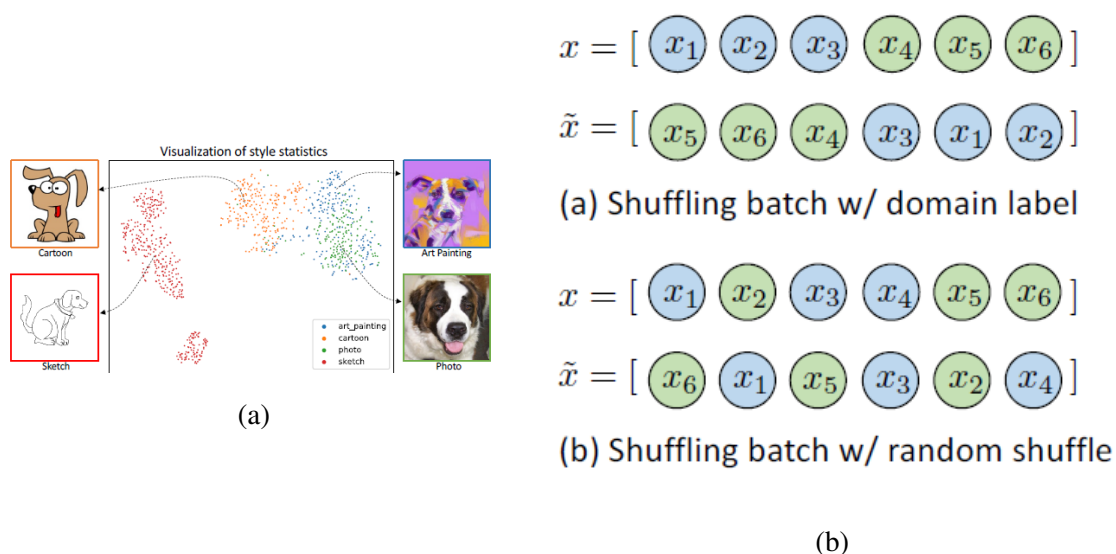 Visualization of style statistics
Cartoon
Sketch
art_painting
cartoon
photo
sketch
Art Painting
Photo
(a)
x = [ x₁ x₂ x₃ x₄ x₅ x₆ ]
x̃ = [ x₅ x₆ x₄ x₃ x₁ x₂ ]
(a) Shuffling batch w/ domain label
x = [ x₁ x₂ x₃ x₄ x₅ x₆ ]
x̃ = [ x₆ x₁ x₅ x₃ x₂ x₄ ]
(b) Shuffling batch w/ random shuffle
(b)